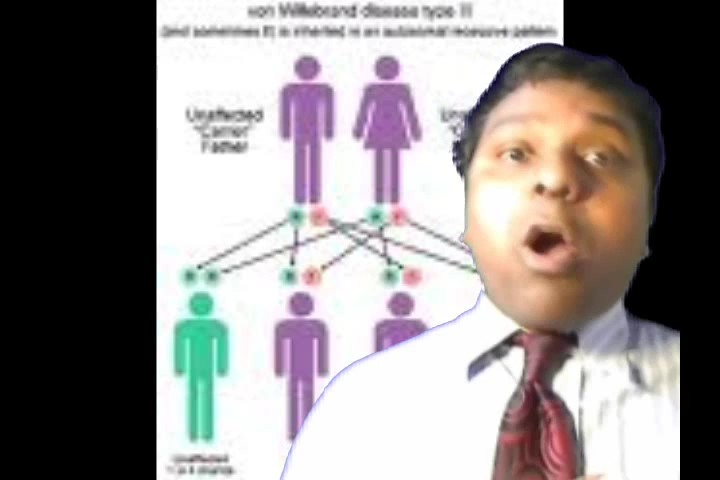 von Willebrand disease type III
(and sometimes II) is inherited in an autosomal recessive pattern
Unaffected
"Carrier"
Father
Unaffected
1 in 4 chance